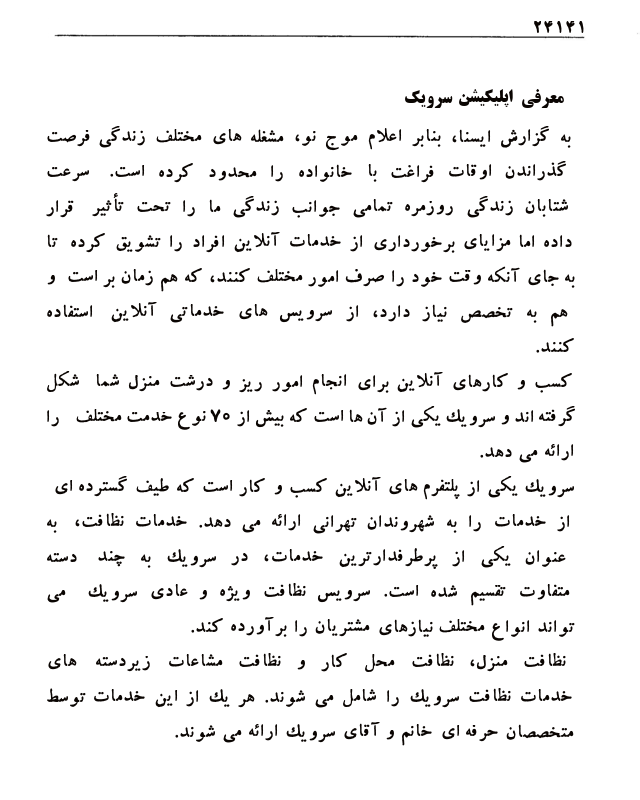 ۲۴۱۴۱
معرفی اپلیکیشن سرویک
به گزارش ایسنا، بنابر اعلام موج نو، مشغله های مختلف زندگی فرصت
گذراندن اوقات فراغت با خانواده را محدود کرده است. سرعت
شتابان زندگی روزمره تمامی جوانب زندگی ما را تحت تأثیر قرار
داده اما مزایای برخورداری از خدمات آنلاین افراد را تشویق کرده تا
به جای آنکه وقت خود را صرف امور مختلف کنند، که هم زمان بر است و
هم به تخصص نیاز دارد، از سرویس های خدماتی آنلاین استفاده
کنند.
کسب و کارهای آنلاین برای انجام امور ریز و درشت منزل شما شکل
گرفته اند و سرویک یکی از آن ها است که بیش از ۷۰ نوع خدمت مختلف را
ارائه می دهد.
سرویک یکی از پلتفرم های آنلاین کسب و کار است که طیف گسترده ای
از خدمات را به شهروندان تهرانی ارائه می دهد. خدمات نظافت، به
عنوان یکی از پرطرفدارترین خدمات، در سرویک به چند دسته
متفاوت تقسیم شده است. سرویس نظافت ویژه و عادی سرویک می
تواند انواع مختلف نیازهای مشتریان را برآورده کند.
نظافت منزل، نظافت محل کار و نظافت مشاعات زیردسته های
خدمات نظافت سرویک را شامل می شوند. هر یک از این خدمات توسط
متخصصان حرفه ای خانم و آقای سرویک ارائه می شوند.